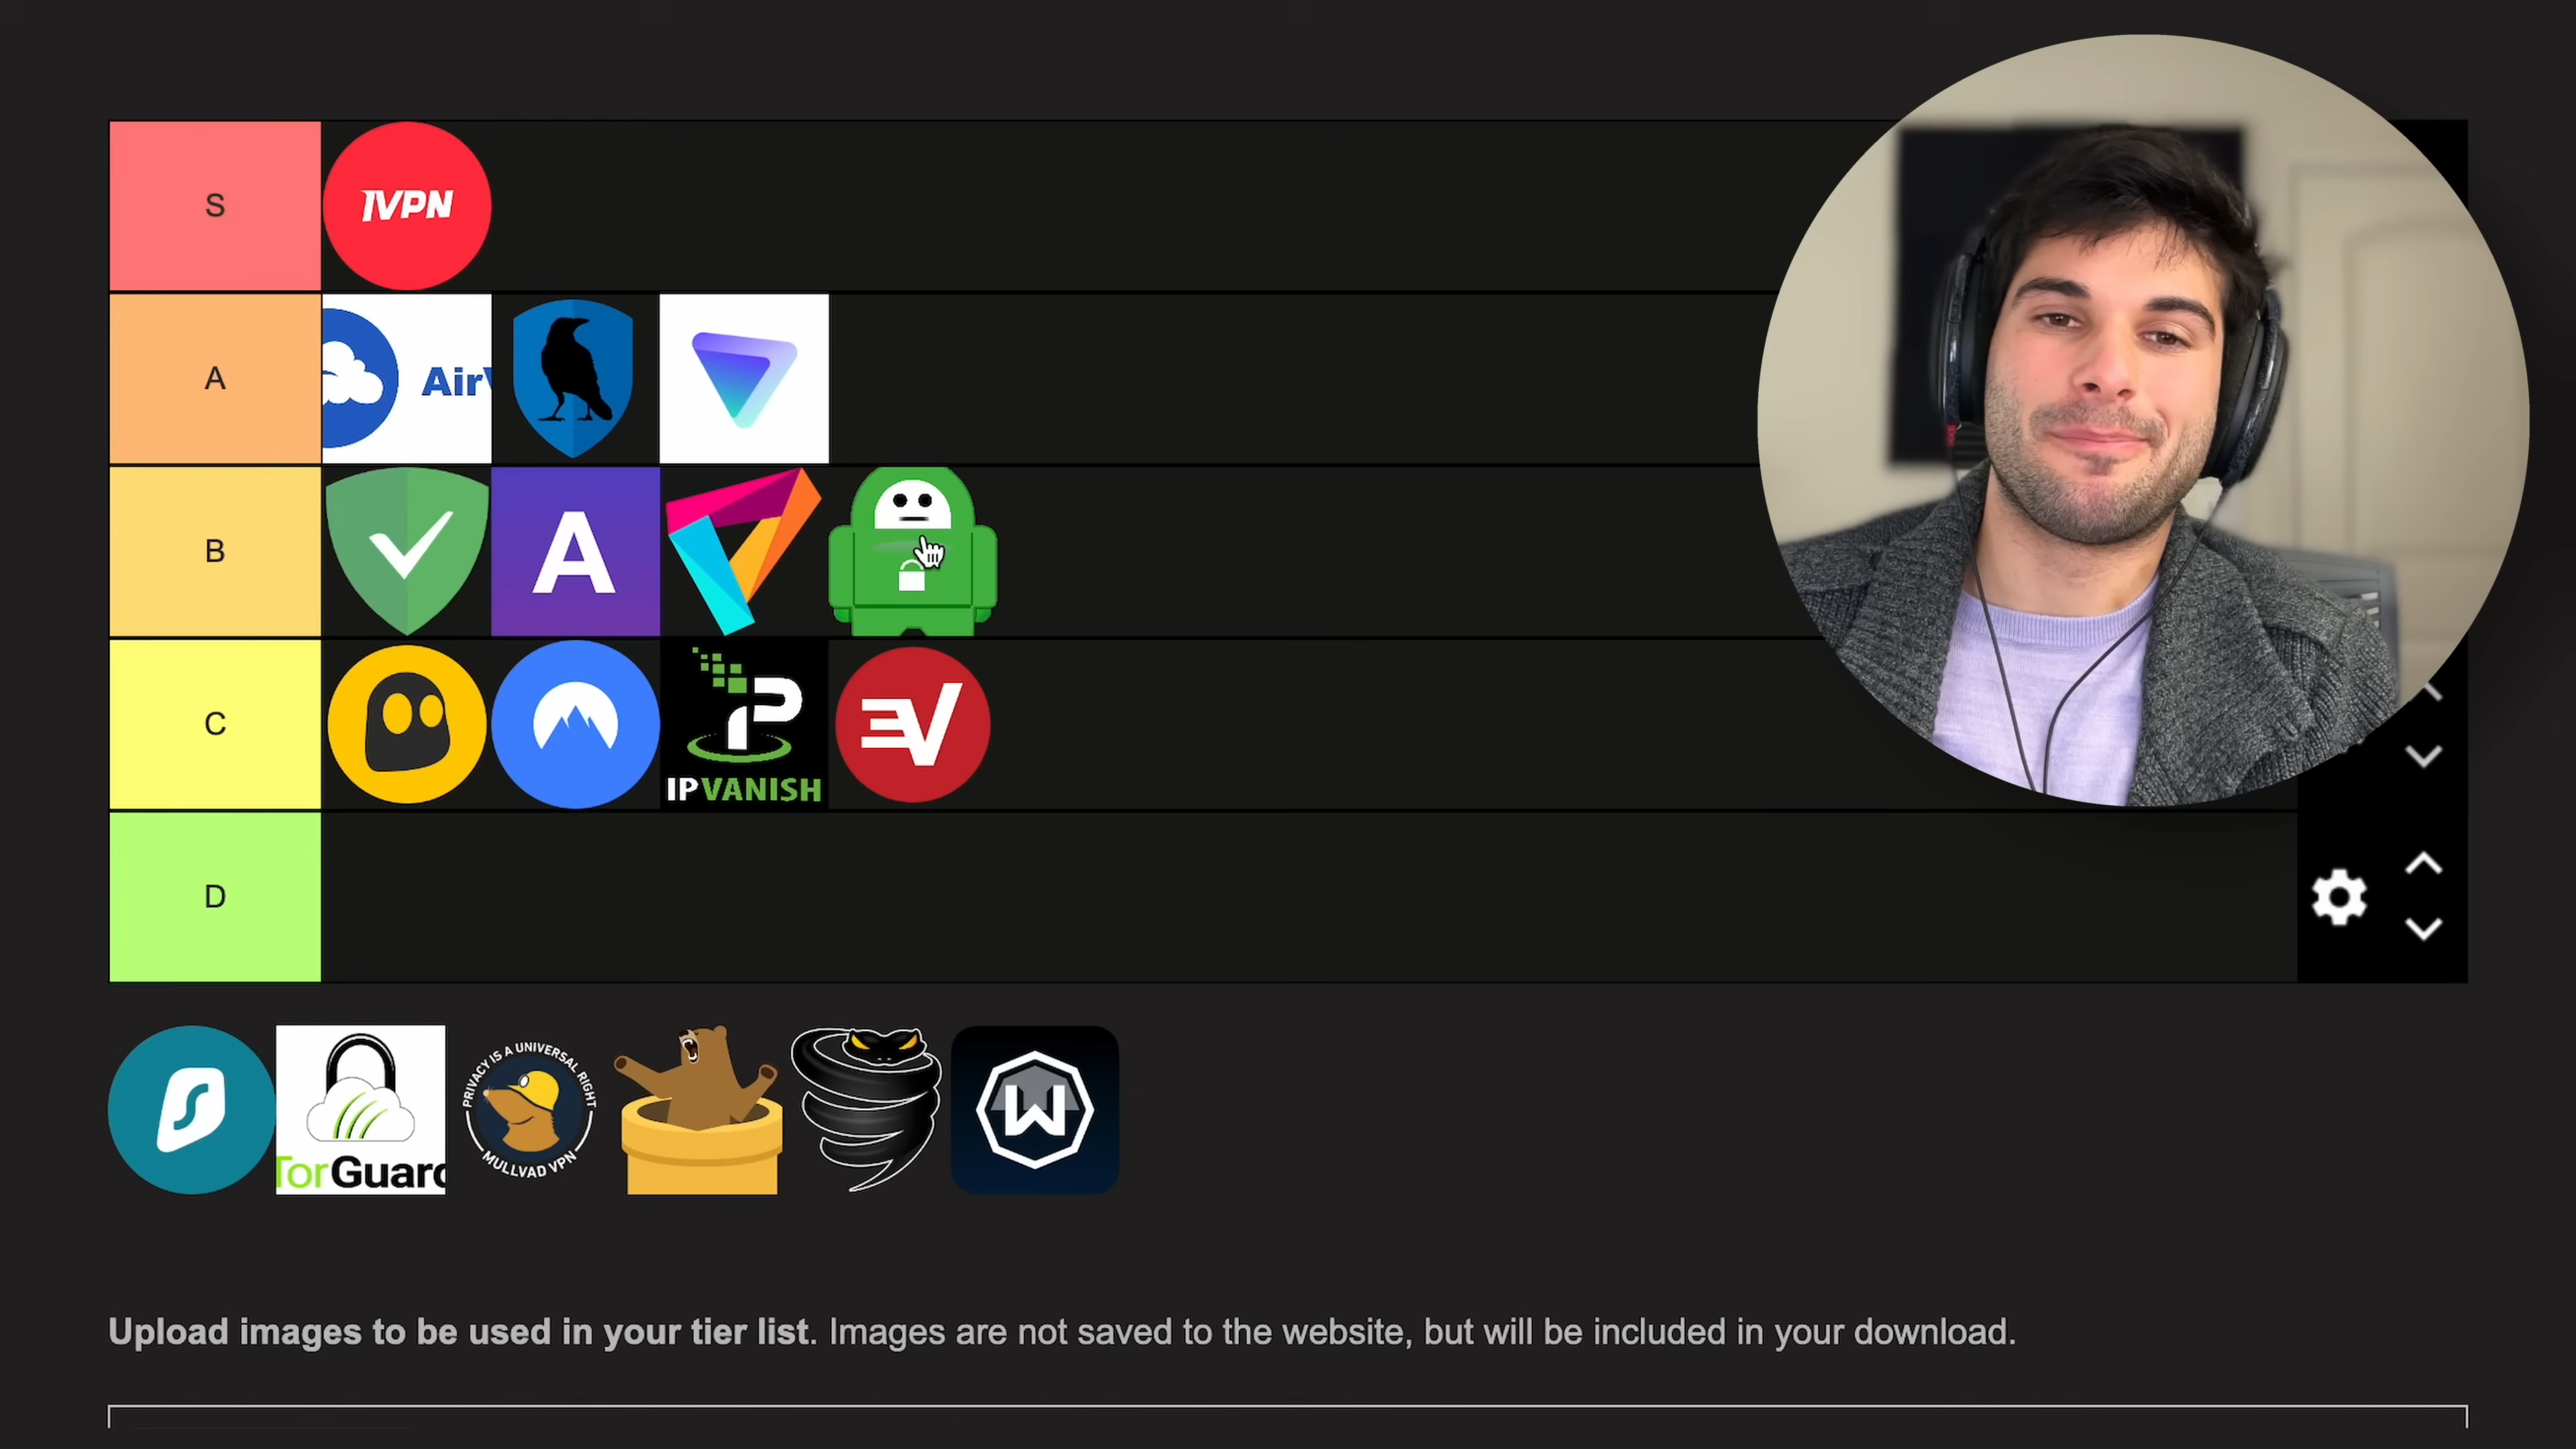 S
IVPN
A
Air
B
A
C
IPVANISH
D
TorGuard
PRIVACY IS A UNIVERSAL RIGHT
MULLVAD VPN
W
Upload images to be used in your tier list. Images are not saved to the website, but will be included in your download.